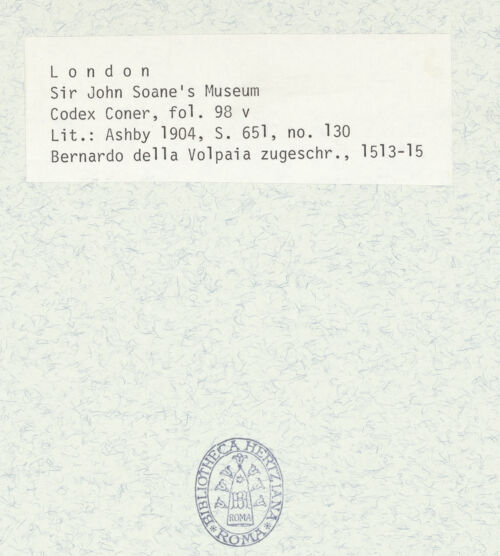 L o n d o n
Sir John Soane's Museum
Codex Coner, fol. 98 v
Lit.: Ashby 1904, S. 651, no. 130
Bernardo della Volpaia zugeschr., 1513-15
BIBLIOTHECA HERTZIANA
ROMA
ROMA